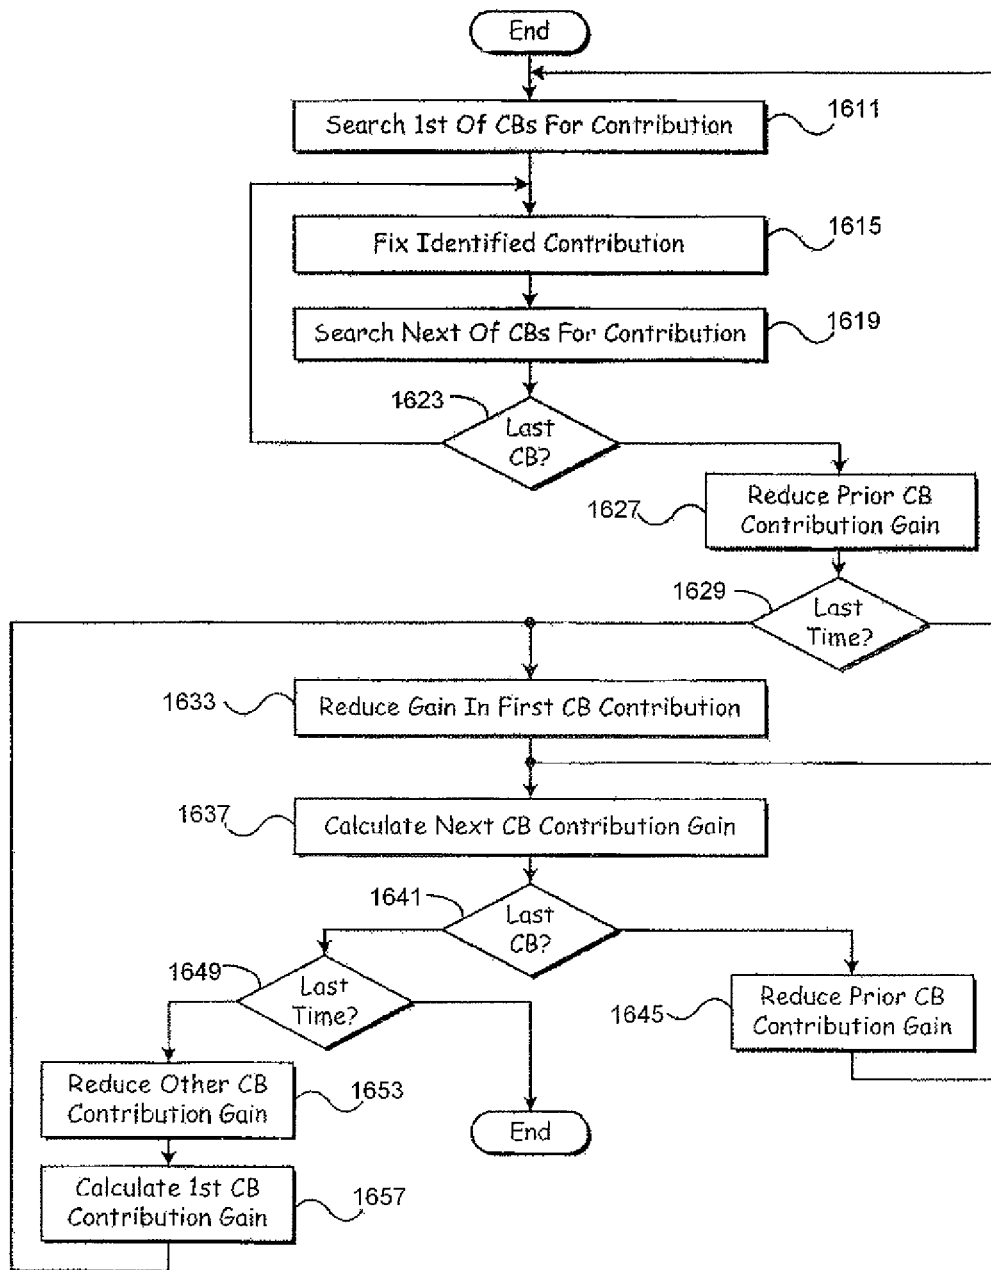 End
Search 1st Of CBs For Contribution
1611
Fix Identified Contribution
1615
Search Next Of CBs For Contribution
1619
1623
Last
CB?
1627
Reduce Prior CB
Contribution Gain
1629
Last
Time?
1633
Reduce Gain In First CB Contribution
1637
Calculate Next CB Contribution Gain
1641
Last
CB?
1649
Last
Time?
1645
Reduce Prior CB
Contribution Gain
Reduce Other CB
Contribution Gain
1653
End
Calculate 1st CB
Contribution Gain
1657